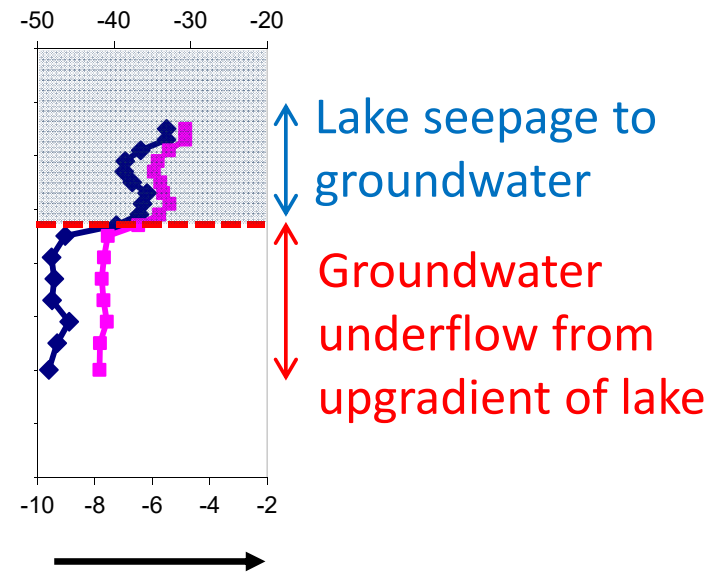 -50 -40 -30 -20
Lake seepage to
groundwater
Groundwater
underflow from
upgradient of lake
-10 -8 -6 -4 -2